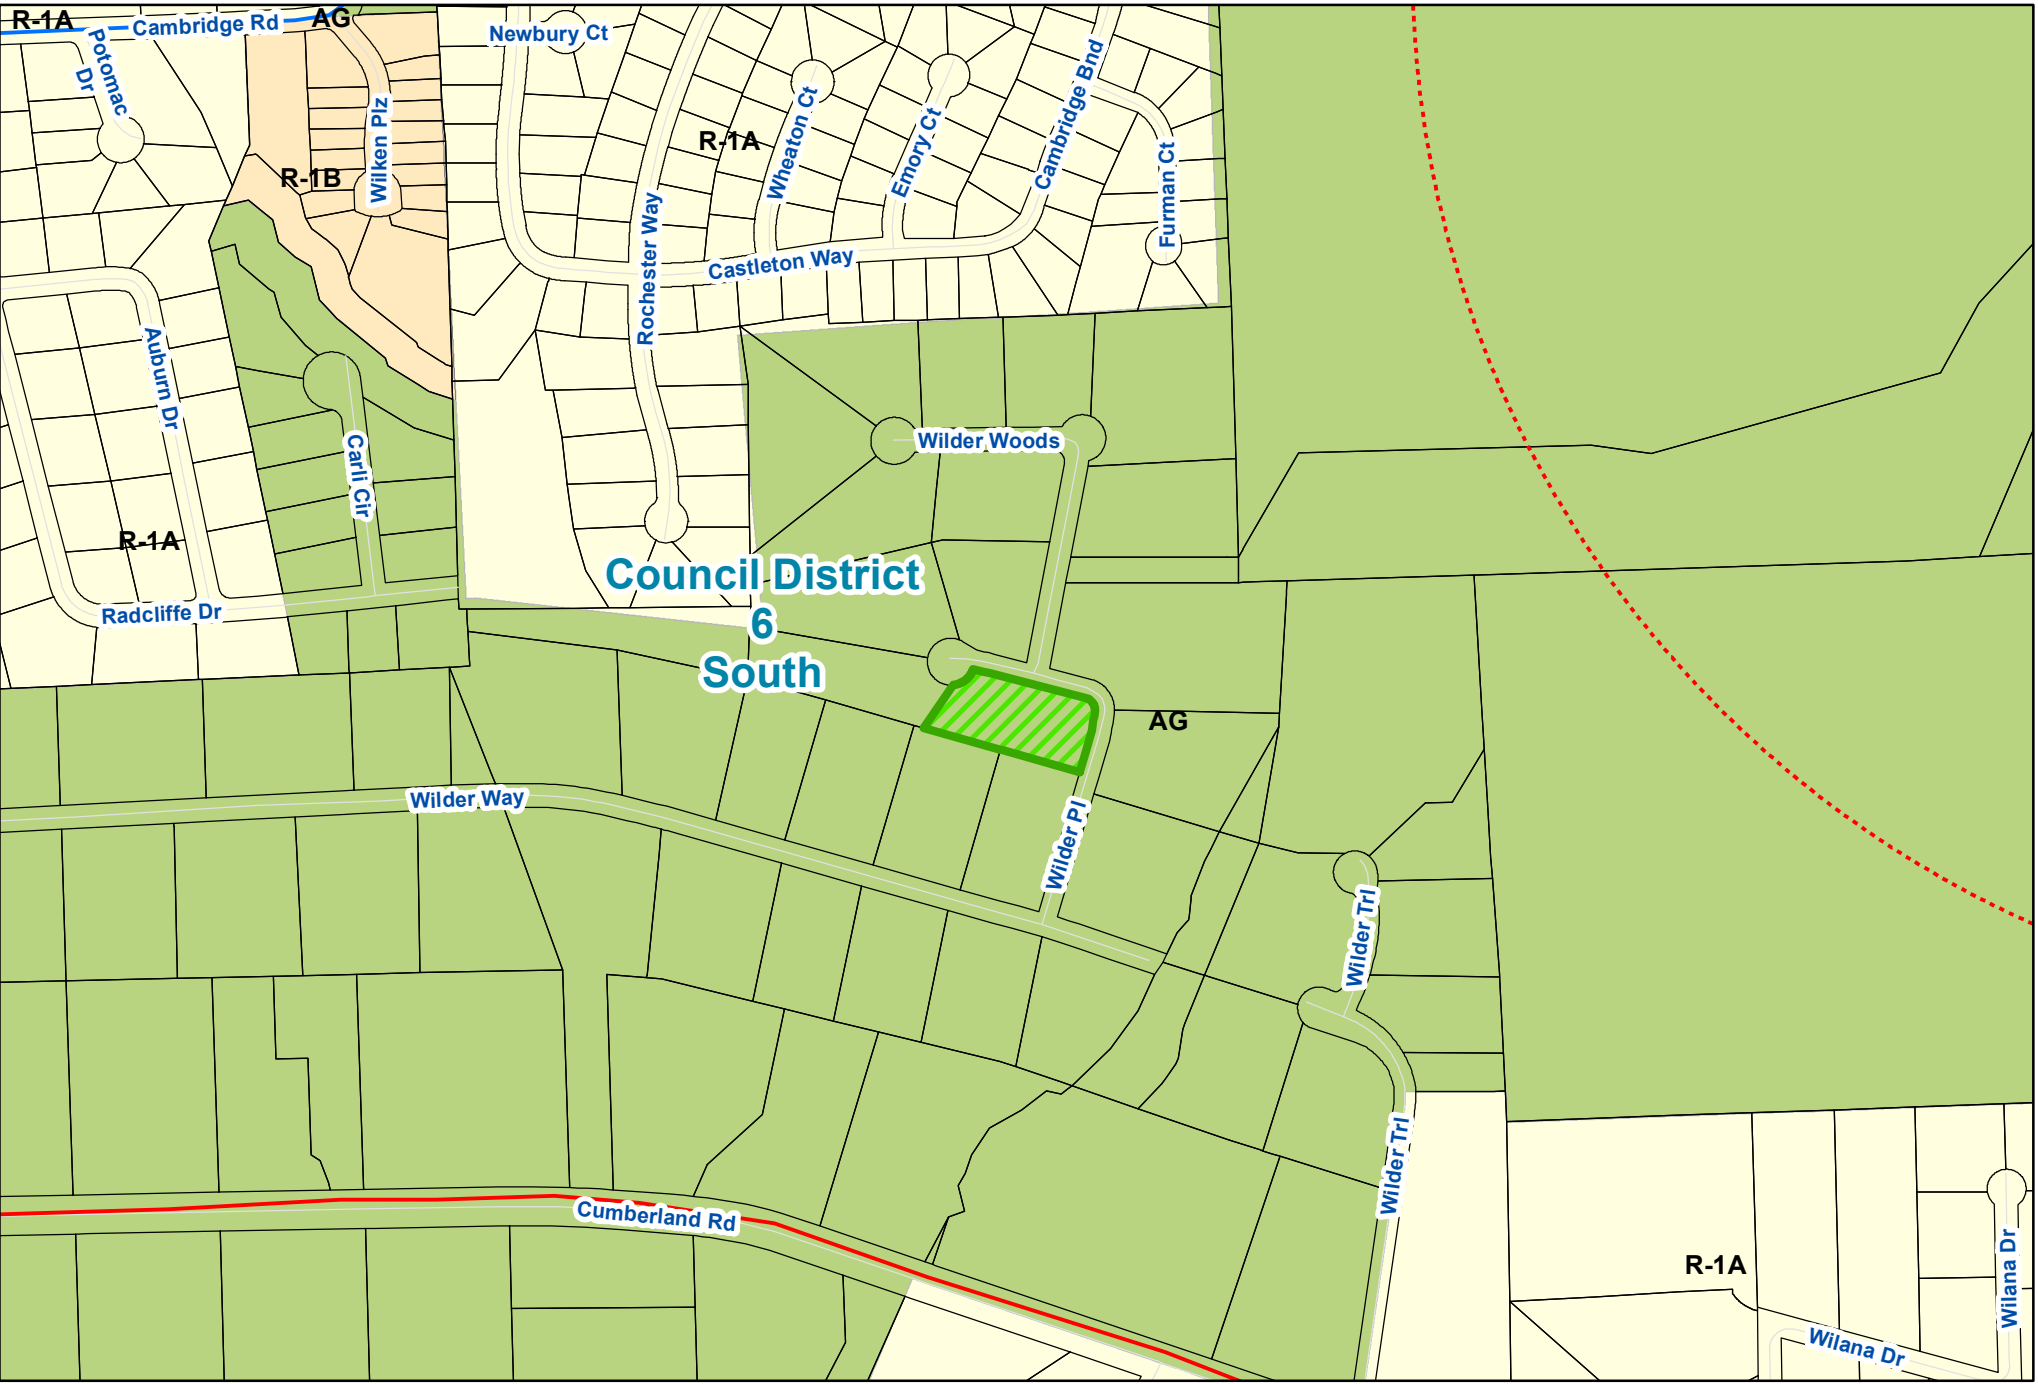 R-1A
Cambridge Rd
AG
Potomac
Dr
Newbury Ct
Wilken Plz
R-1B
R-1A
Wheaton Ct
Emory Ct
Cambridge Bnd
Furman Ct
Rochester Way
Castleton Way
Auburn Dr
Carli Cir
Wilder Woods
R-1A
Radcliffe Dr
Council District
6
South
AG
Wilder Way
Wilder Pl
Wilder Trl
Wilder Trl
Cumberland Rd
R-1A
Wilana Dr
Wilana Dr